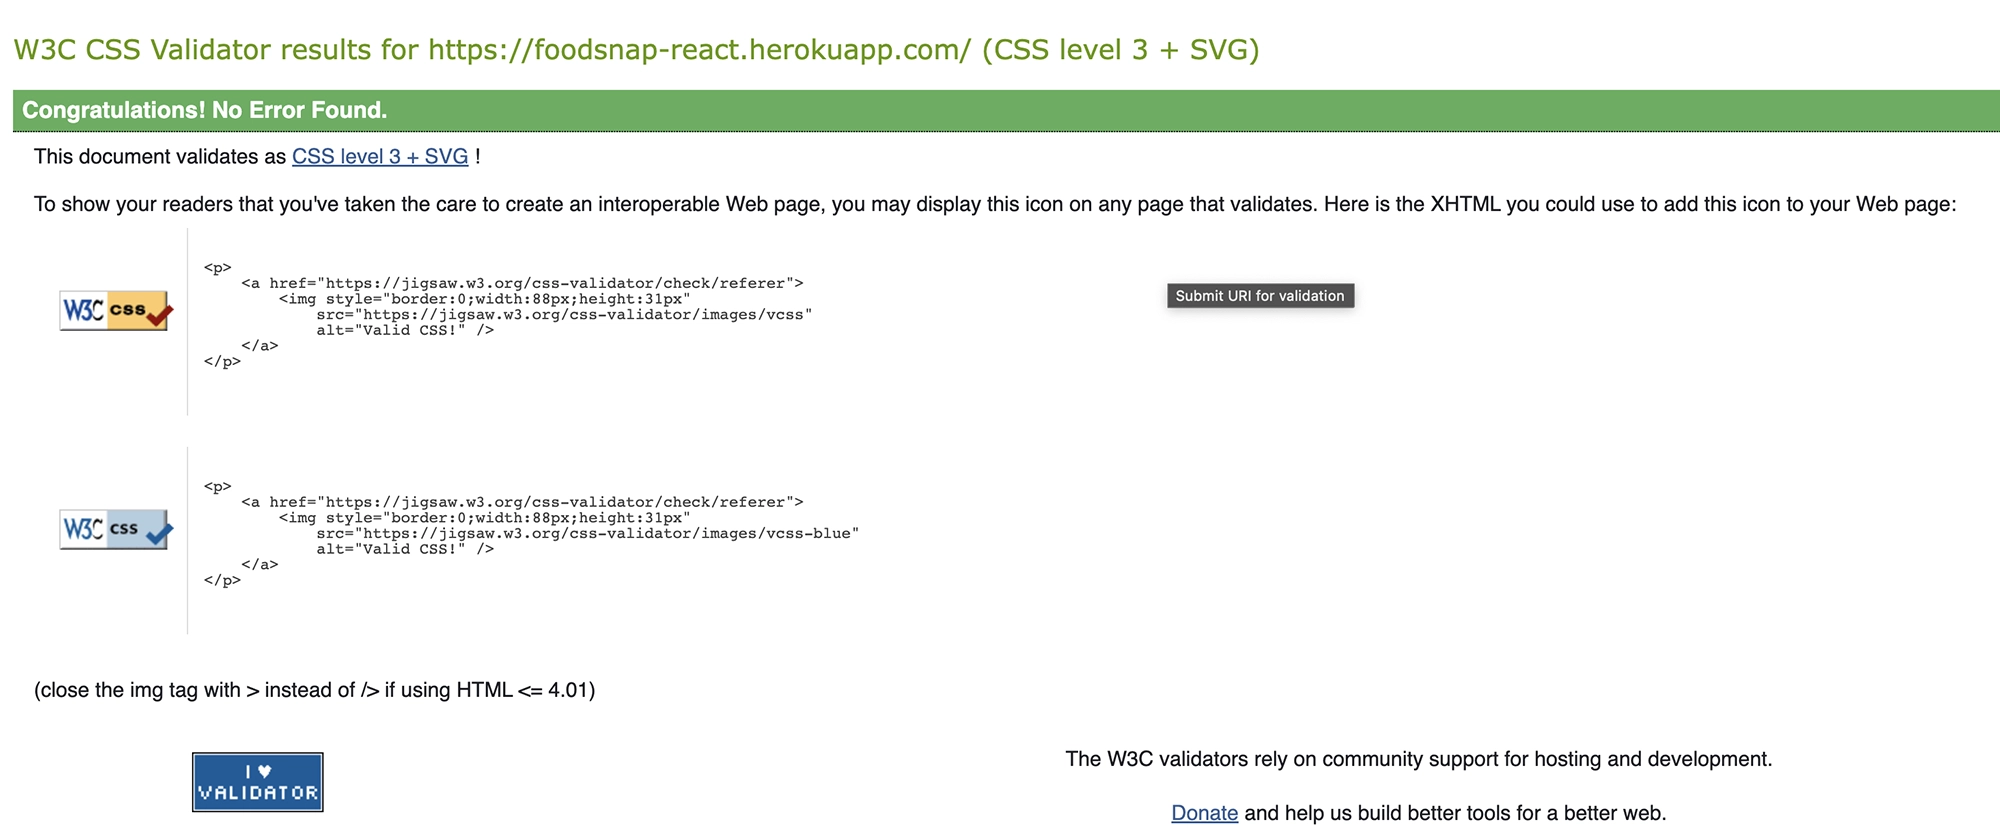 W3C CSS Validator results for https://foodsnap-react.herokuapp.com/ (CSS level 3 + SVG)
Congratulations! No Error Found.
This document validates as CSS level 3 + SVG !
To show your readers that you've taken the care to create an interoperable Web page, you may display this icon on any page that validates. Here is the XHTML you could use to add this icon to your Web page:
W3C css
<p>
<a href="https://jigsaw.w3.org/css-validator/check/referer">
<img style="border:0;width:88px;height:31px"
src="https://jigsaw.w3.org/css-validator/images/vcss"
alt="Valid CSS!" />
</a>
</p>
Submit URI for validation
W3C css
<p>
<a href="https://jigsaw.w3.org/css-validator/check/referer">
<img style="border:0;width:88px;height:31px"
src="https://jigsaw.w3.org/css-validator/images/vcss-blue"
alt="Valid CSS!" />
</a>
</p>
(close the img tag with > instead of /> if using HTML <= 4.01)
I ♥
VALIDATOR
The W3C validators rely on community support for hosting and development.
Donate and help us build better tools for a better web.